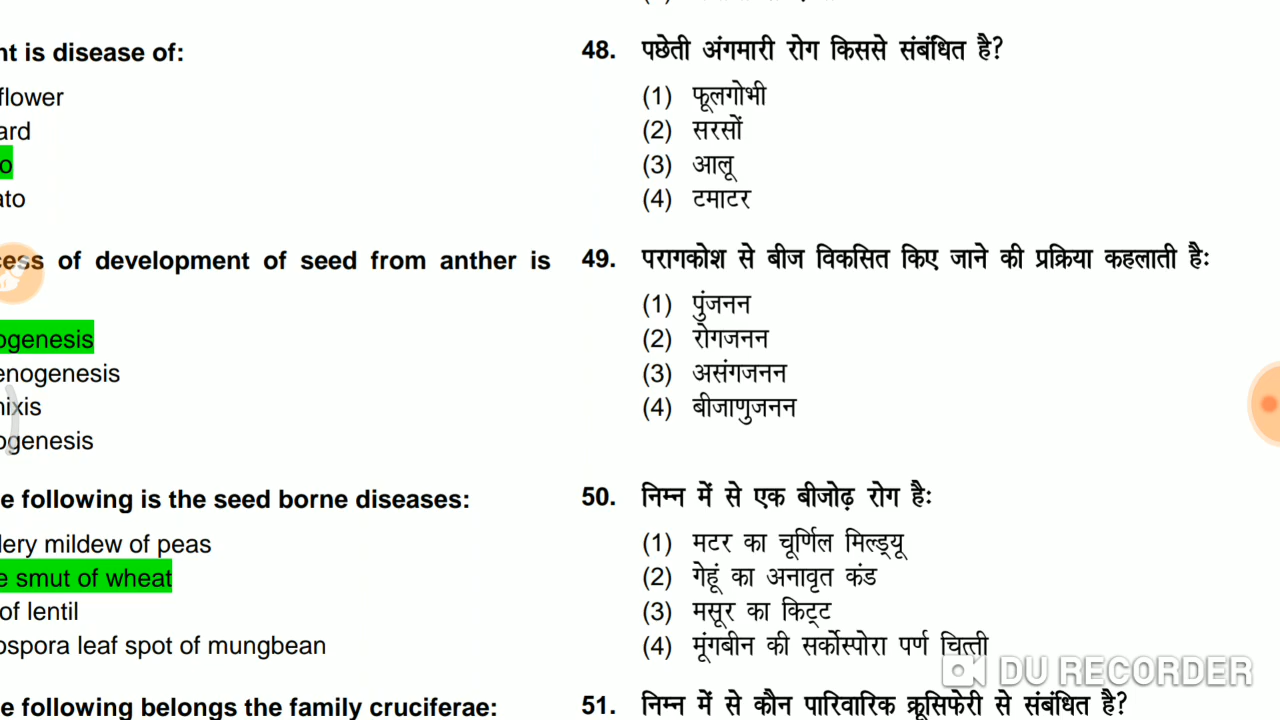 nt is disease of:
flower
ard
o
ato
cess of development of seed from anther is
ogenesis
enogenesis
nixis
ogenesis
e following is the seed borne diseases:
dery mildew of peas
e smut of wheat
of lentil
ospora leaf spot of mungbean
e following belongs the family cruciferae:
48. पछेती अंगमारी रोग किससे संबंधित है?
(1) फूलगोभी
(2) सरसों
(3) आलू
(4) टमाटर
49. परागकोश से बीज विकसित किए जाने की प्रक्रिया कहलाती है:
(1) पुंजनन
(2) रोगजनन
(3) असंगजनन
(4) बीजाणुजनन
50. निम्न में से एक बीजोढ़ रोग है:
(1) मटर का चूर्णिल मिल्ड्यू
(2) गेहूं का अनावृत कंड
(3) मसूर का किट्ट
(4) मूंगबीन की सर्कोस्पोरा पर्ण चित्ती
DU RECORDER
51. निम्न में से कौन पारिवारिक क्रूसिफेरी से संबंधित है?